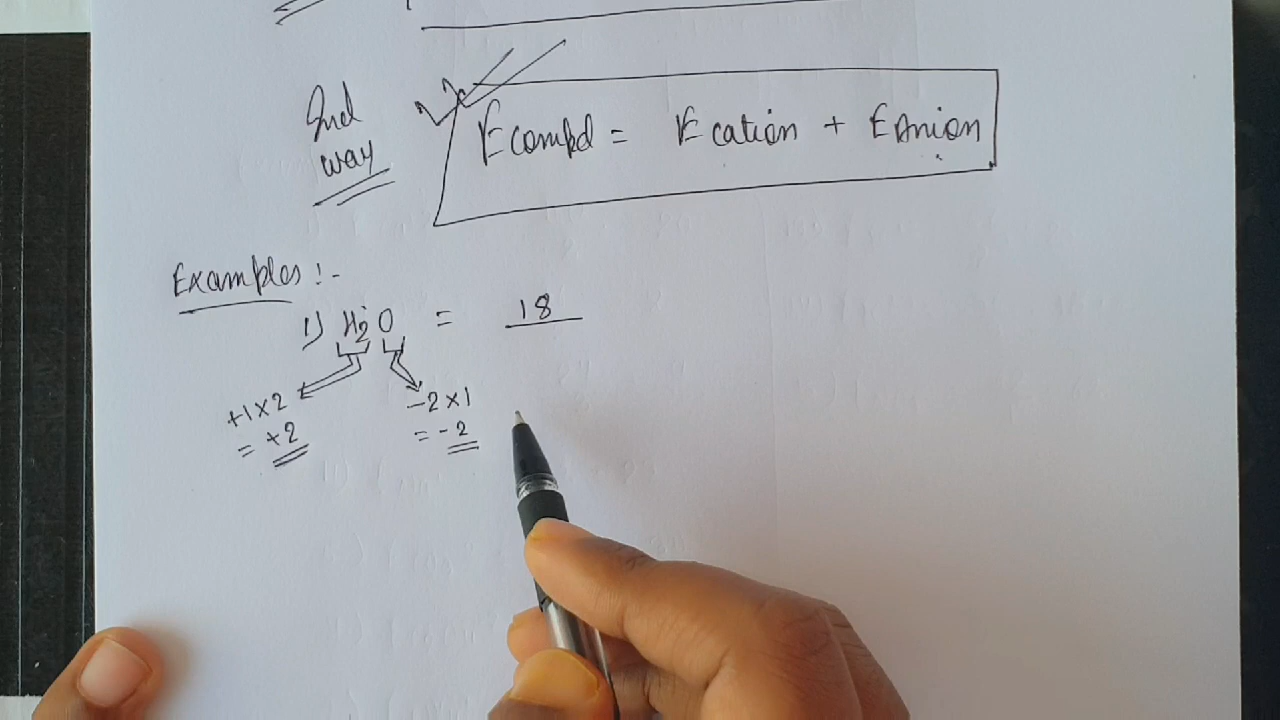 2nd way
Ecompd = Ecation + EAnion
Examples :-
1) H2O = 18
+1×2
= +2
-2×1
= -2